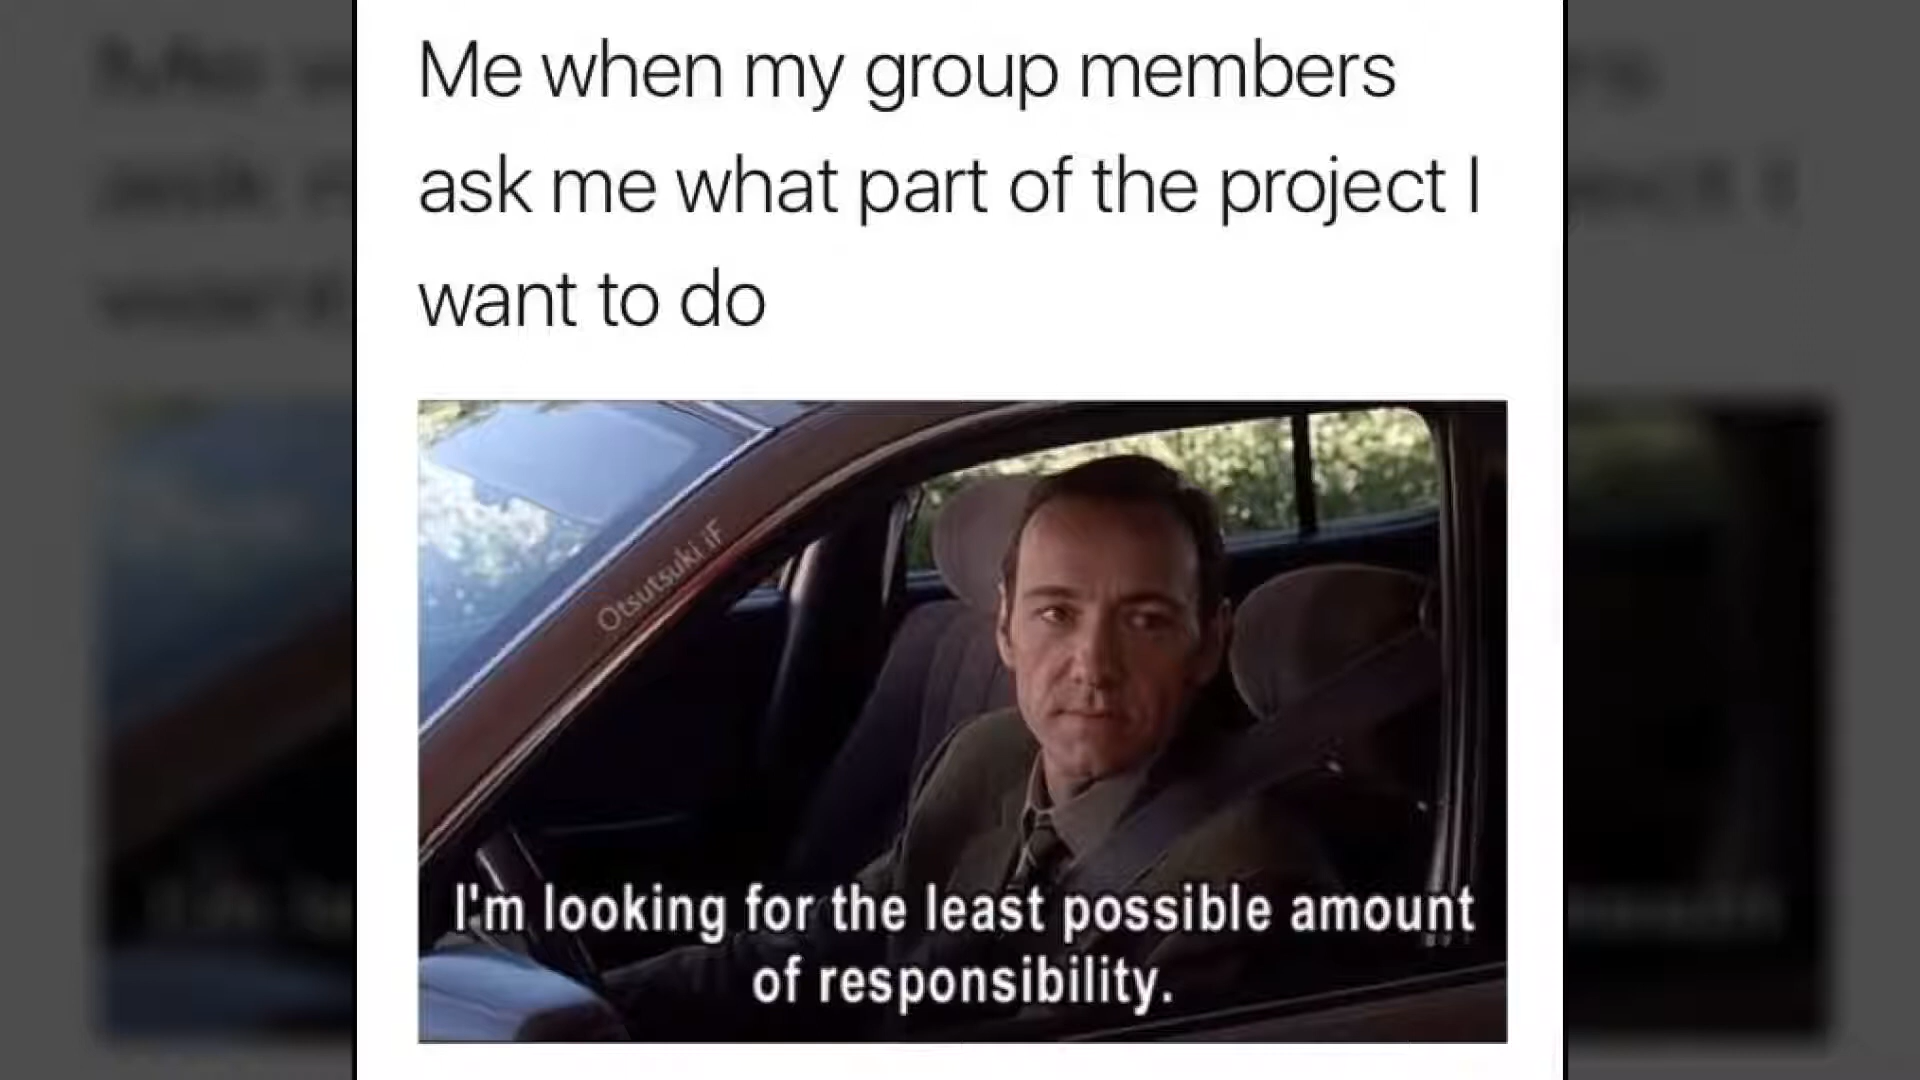 Me when my group members
ask me what part of the project I
want to do
Otsutsuki.iF
I'm looking for the least possible amount
of responsibility.